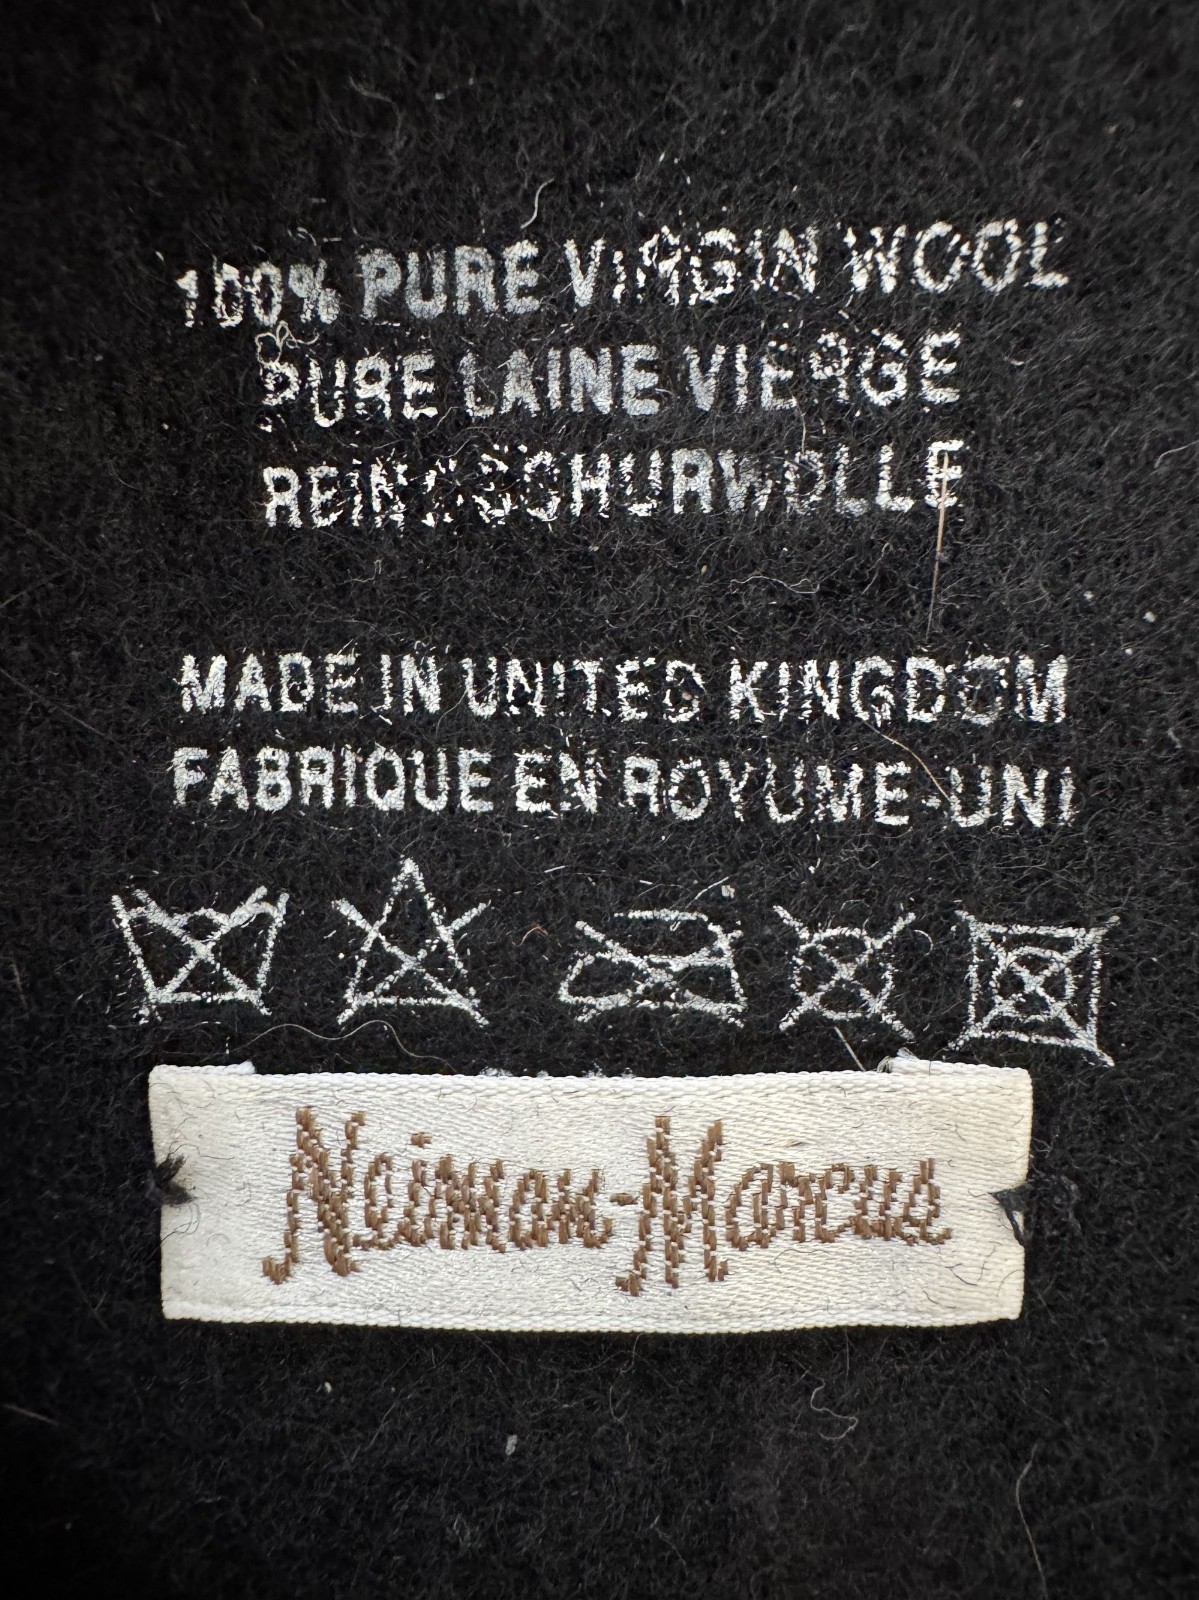 100% PURE VIRGIN WOOL
PURE LAINE VIERGE
REINE SCHURWOLLE
MADE IN UNITED KINGDOM
FABRIQUE EN ROYUME-UNI
Neiman-Marcus